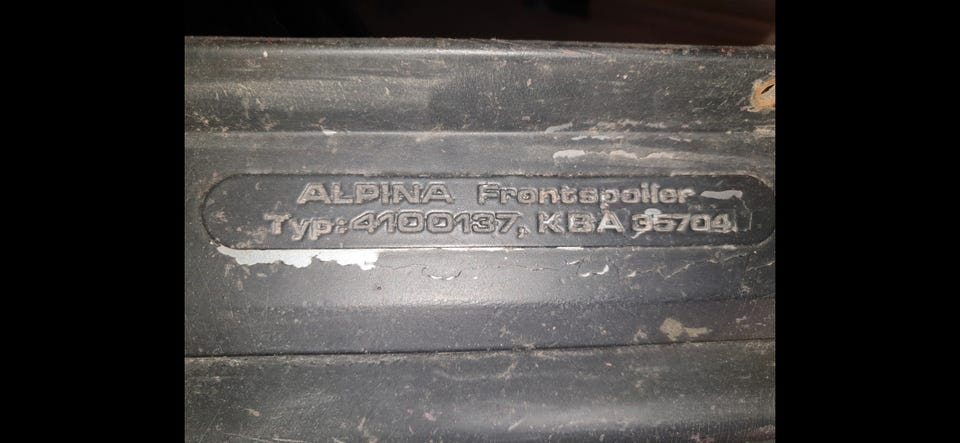 ALPINA Frontspoiler
Typ:4100137, KBA 35704